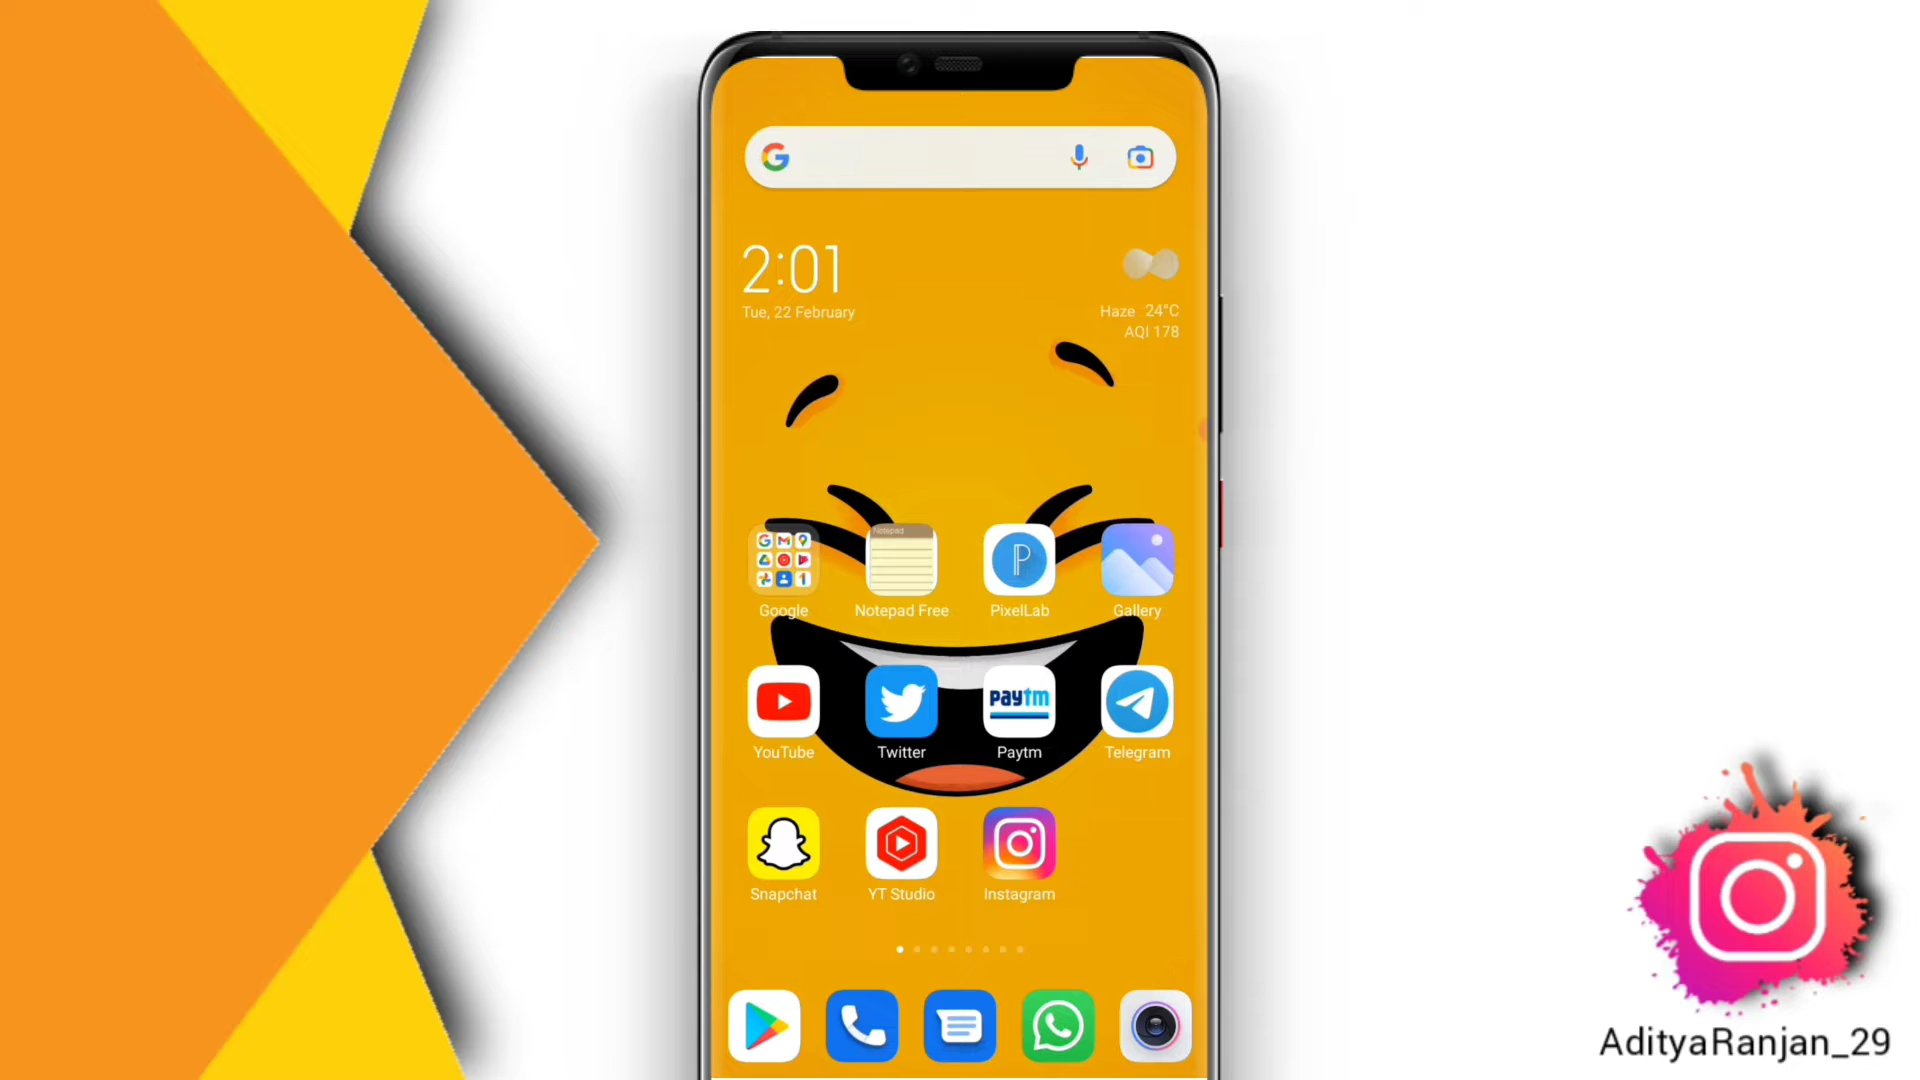 2:01
Tue, 22 February
Haze 24°C
AQI 178
Notepad
Google
Notepad Free
PixelLab
Gallery
paytm
YouTube
Twitter
Paytm
Telegram
Snapchat
YT Studio
Instagram
AdityaRanjan_29